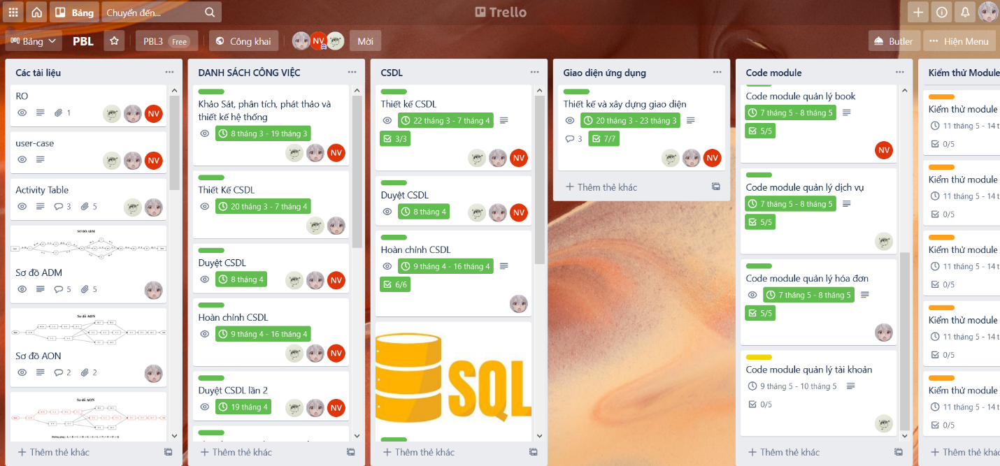 Bảng
Chuyển đến...
Trello
Bảng
PBL
PBL3 Free
Công khai
NV
Mời
Butler
Hiện Menu
Các tài liệu
RO
1
NV
user-case
NV
Activity Table
3 5
SƠ ĐỒ ADM
Sơ đồ ADM
5 5
Sơ đồ AON
Sơ đồ AON
2 2
Sơ đồ AON
Thêm thẻ khác
DANH SÁCH CÔNG VIỆC
Khảo Sát, phân tích, phát thảo và
thiết kế hệ thống
8 tháng 3 - 19 tháng 3
NV
Thiết Kế CSDL
20 tháng 3 - 7 tháng 4
Duyệt CSDL
8 tháng 4
NV
Hoàn chỉnh CSDL
9 tháng 4 - 16 tháng 4
NV
Duyệt CSDL lần 2
19 tháng 4
NV
Thêm thẻ khác
CSDL
Thiết kế CSDL
22 tháng 3 - 7 tháng 4
3/3
NV
Duyệt CSDL
8 tháng 4
NV
Hoàn chỉnh CSDL
9 tháng 4 - 16 tháng 4
6/6
SQL
Thêm thẻ khác
Giao diện ứng dụng
Thiết kế và xây dựng giao diện
20 tháng 3 - 23 tháng 3
3 7/7
NV
Thêm thẻ khác
Code module
Code module quản lý book
7 tháng 5 - 8 tháng 5
5/5
NV
Code module quản lý dịch vụ
7 tháng 5 - 8 tháng 5
5/5
Code module quản lý hóa đơn
7 tháng 5 - 8 tháng 5
5/5
Code module quản lý tài khoản
9 tháng 5 - 10 tháng 5
0/5
Thêm thẻ khác
Kiểm thử Module
Kiểm thử module
11 tháng 5 - 14 t
0/5
Kiểm thử module
11 tháng 5 - 14 t
0/5
Kiểm thử module
11 tháng 5 - 14 t
0/5
Kiểm thử module
11 tháng 5 - 14 t
0/5
Kiểm thử module
11 tháng 5 - 14 t
0/5
Thêm thẻ khác